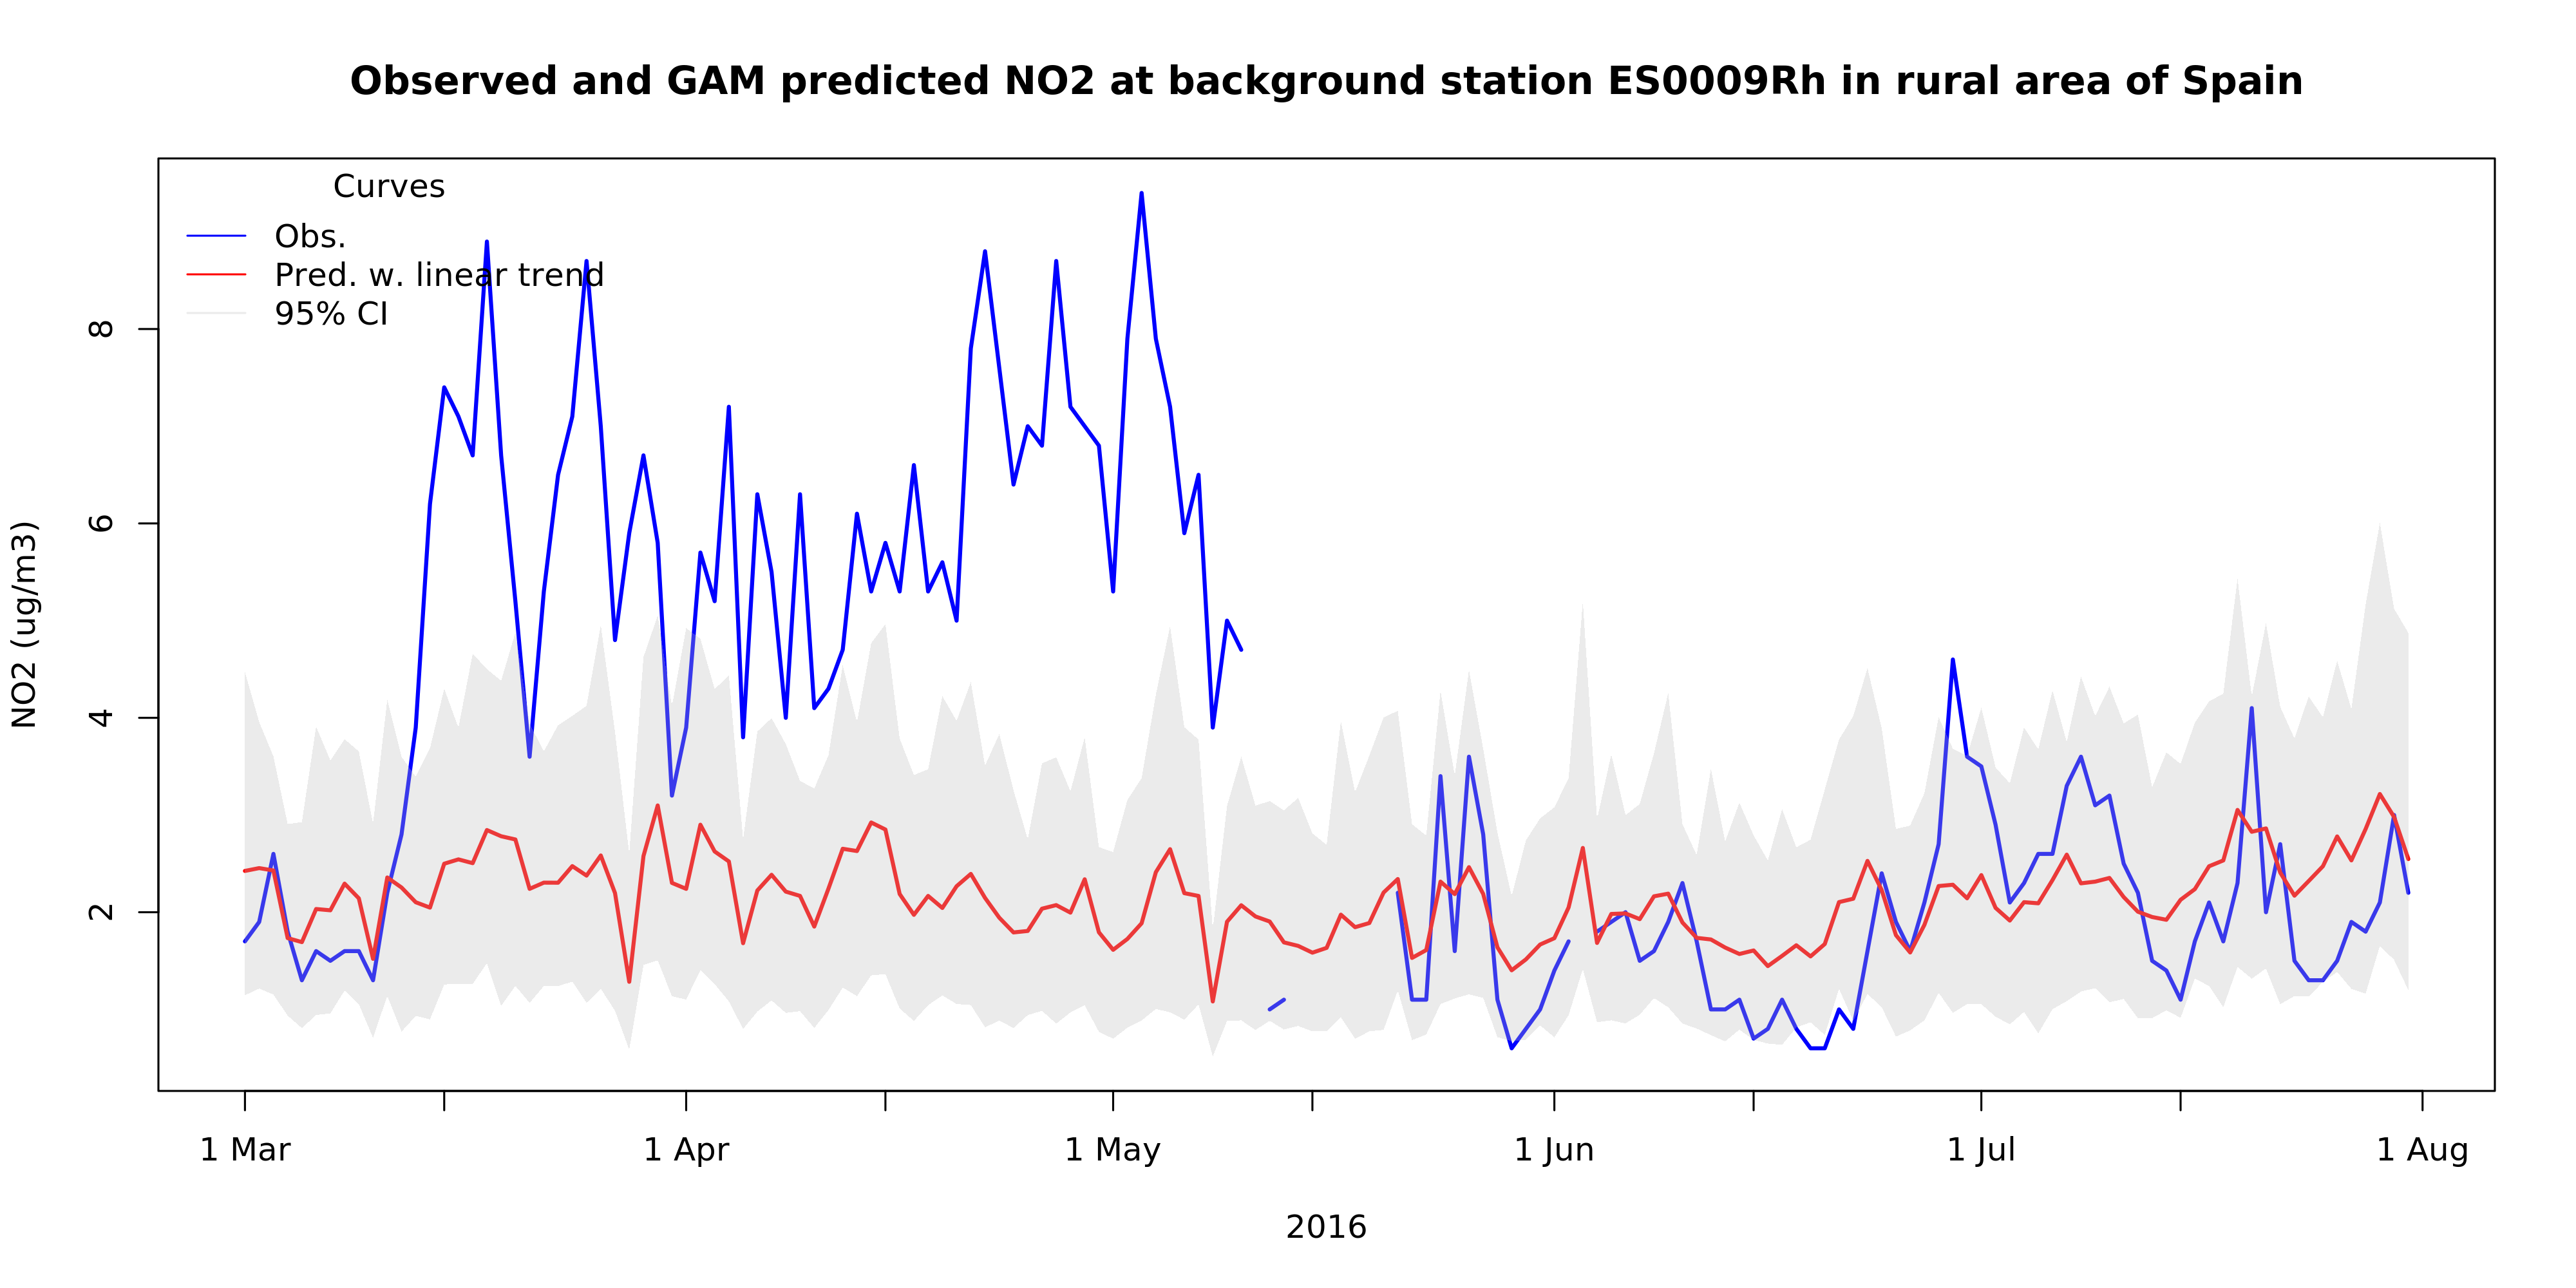 Observed and GAM predicted NO2 at background station ES0009Rh in rural area of Spain
Curves
Obs.
Pred. w. linear trend
95% CI
NO2 (ug/m3)
8
6
4
2
1 Mar
1 Apr
1 May
1 Jun
1 Jul
1 Aug
2016